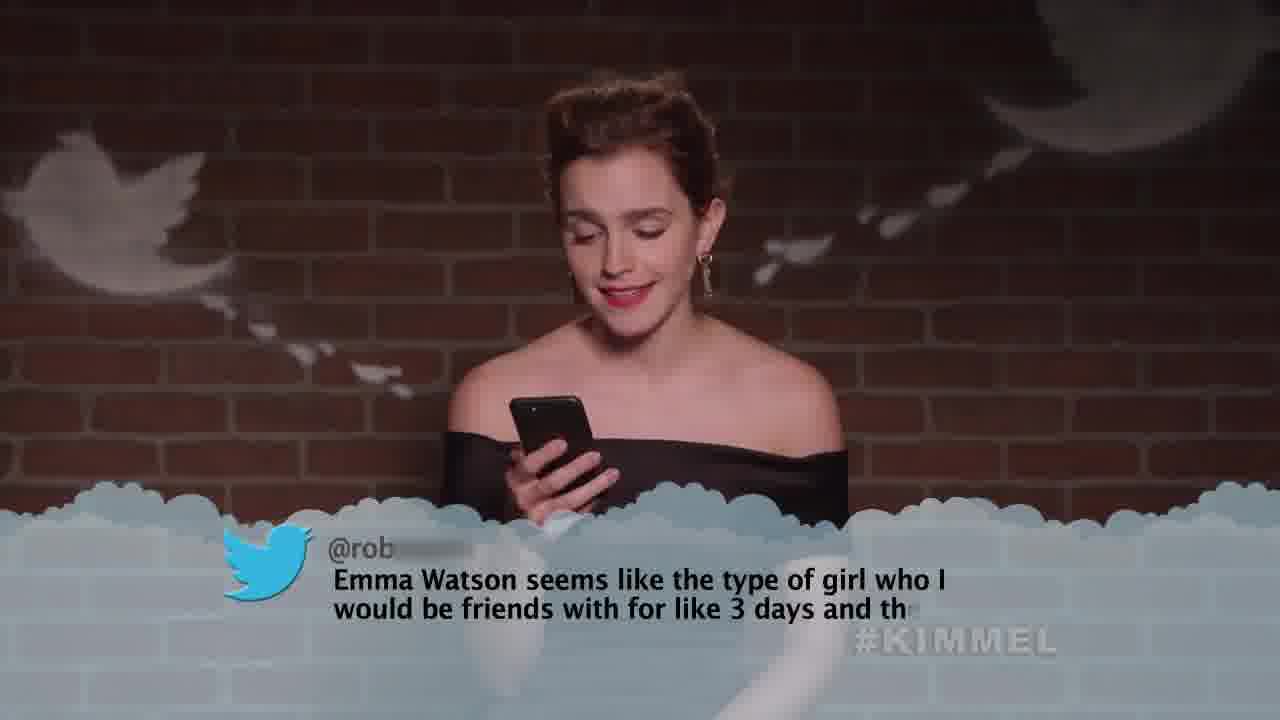 @rob
Emma Watson seems like the type of girl who I
would be friends with for like 3 days and th
#KIMMEL